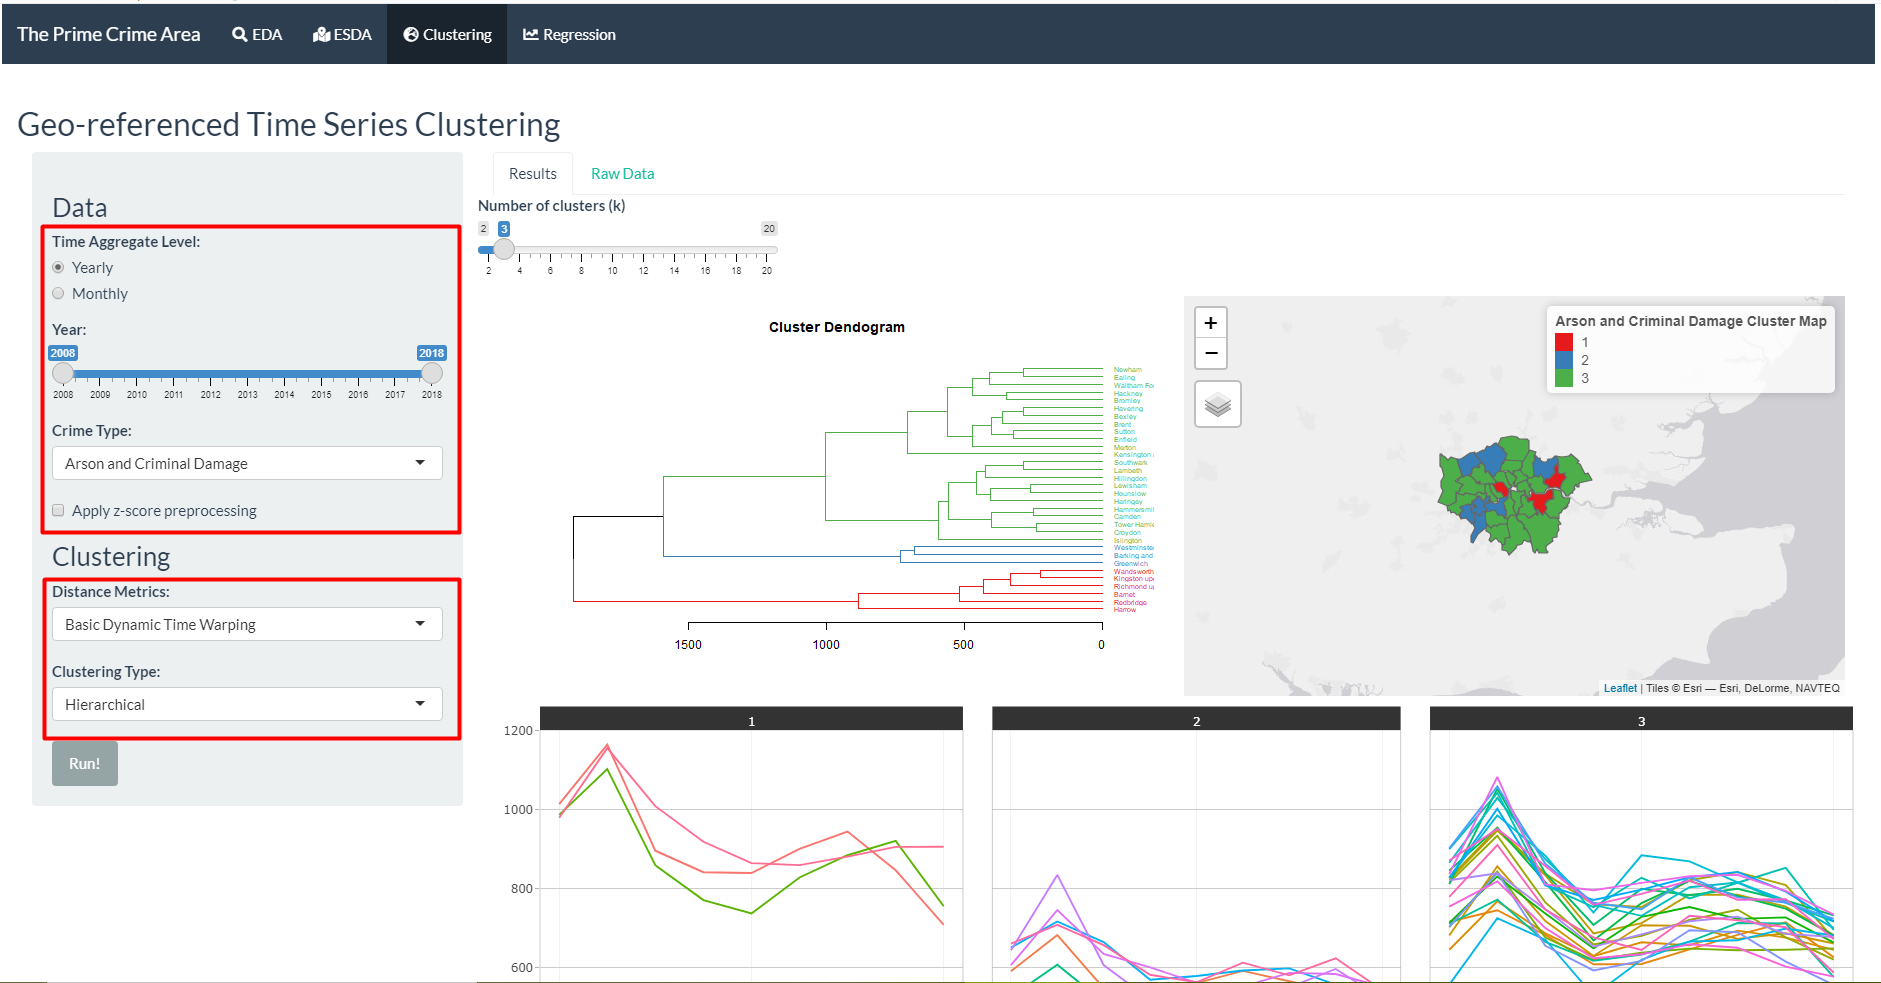 The Prime Crime Area EDA ESDA Clustering Regression
Geo-referenced Time Series Clustering
Data
Time Aggregate Level:
Yearly
Monthly
Year:
2008 2018
2008 2009 2010 2011 2012 2013 2014 2015 2016 2017 2018
Crime Type:
Arson and Criminal Damage
Apply z-score preprocessing
Clustering
Distance Metrics:
Basic Dynamic Time Warping
Clustering Type:
Hierarchical
Run!
Results Raw Data
Number of clusters (k)
2 3 20
2 4 6 8 10 12 14 16 18 20
Cluster Dendogram
Newham
Ealing
Waltham Fo
Hackney
Bromley
Havering
Bexley
Brent
Sutton
Enfield
Merton
Kensington
Southwark
Lambeth
Hillingdon
Lewisham
Hounslow
Haringey
Hammersmi
Camden
Tower Haml
Croydon
Islington
Westminster
Barking and
Greenwich
Wandsworth
Kingston upo
Richmond u
Barnet
Redbridge
Harrow
1500 1000 500 0
+
−
Arson and Criminal Damage Cluster Map
1
2
3
Leaflet | Tiles © Esri — Esri, DeLorme, NAVTEQ
1 2 3
1200
1000
800
600